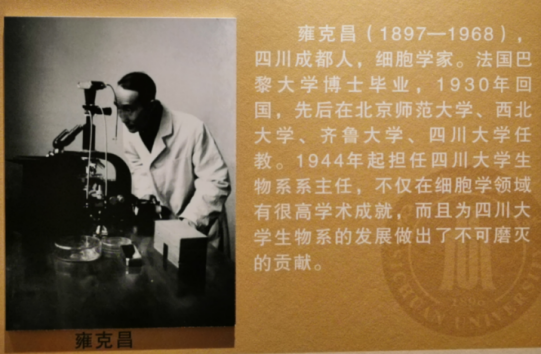 雍克昌（1897—1968），
四川成都人，细胞学家。法国巴
黎大学博士毕业，1930年回
国，先后在北京师范大学、西北
大学、齐鲁大学、四川大学任
教。1944年起担任四川大学生
物系系主任，不仅在细胞学领域
有很高学术成就，而且为四川大
学生物系的发展做出了不可磨灭
的贡献。
雍克昌
1896
SICHUAN UNIVERSITY